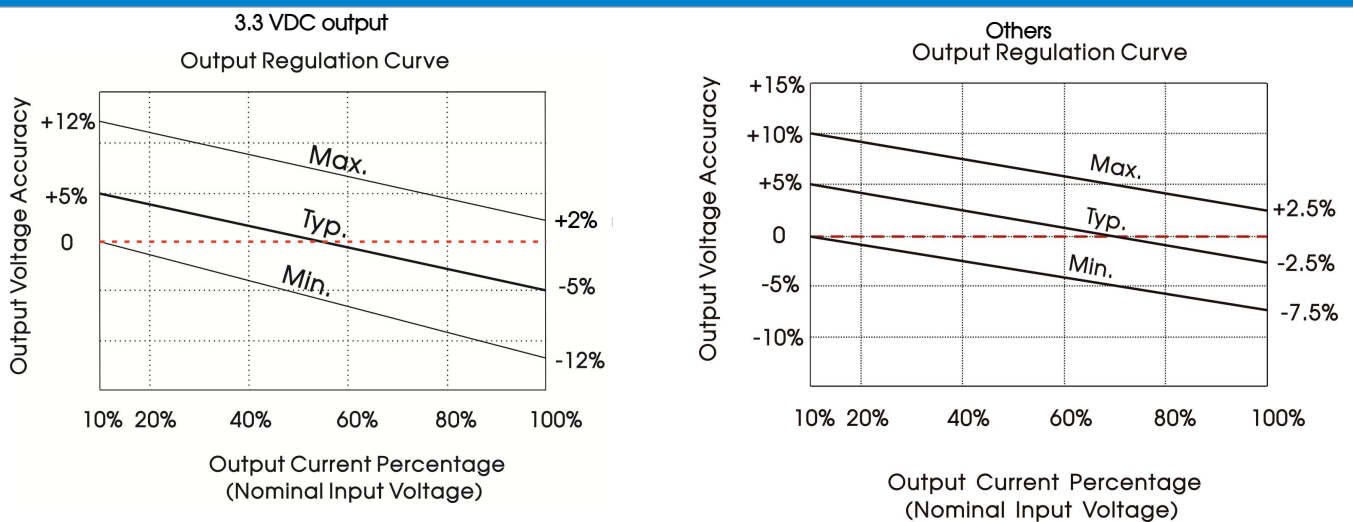 3.3 VDC output
Output Regulation Curve
Output Voltage Accuracy
+12%
+5%
0
Max.
Typ.
Min.
+2%
-5%
-12%
10% 20% 40% 60% 80% 100%
Output Current Percentage
(Nominal Input Voltage)
Others
Output Regulation Curve
Output Voltage Accuracy
+15%
+10%
+5%
0
-5%
-10%
Max.
Typ.
Min.
+2.5%
-2.5%
-7.5%
10% 20% 40% 60% 80% 100%
Output Current Percentage
(Nominal Input Voltage)